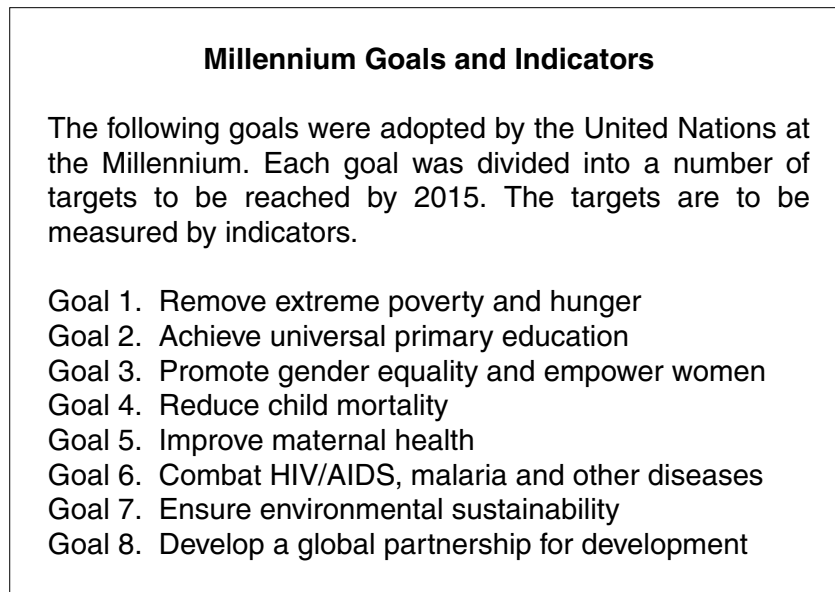 Millennium Goals and Indicators
The following goals were adopted by the United Nations at
the Millennium. Each goal was divided into a number of
targets to be reached by 2015. The targets are to be
measured by indicators.
Goal 1. Remove extreme poverty and hunger
Goal 2. Achieve universal primary education
Goal 3. Promote gender equality and empower women
Goal 4. Reduce child mortality
Goal 5. Improve maternal health
Goal 6. Combat HIV/AIDS, malaria and other diseases
Goal 7. Ensure environmental sustainability
Goal 8. Develop a global partnership for development